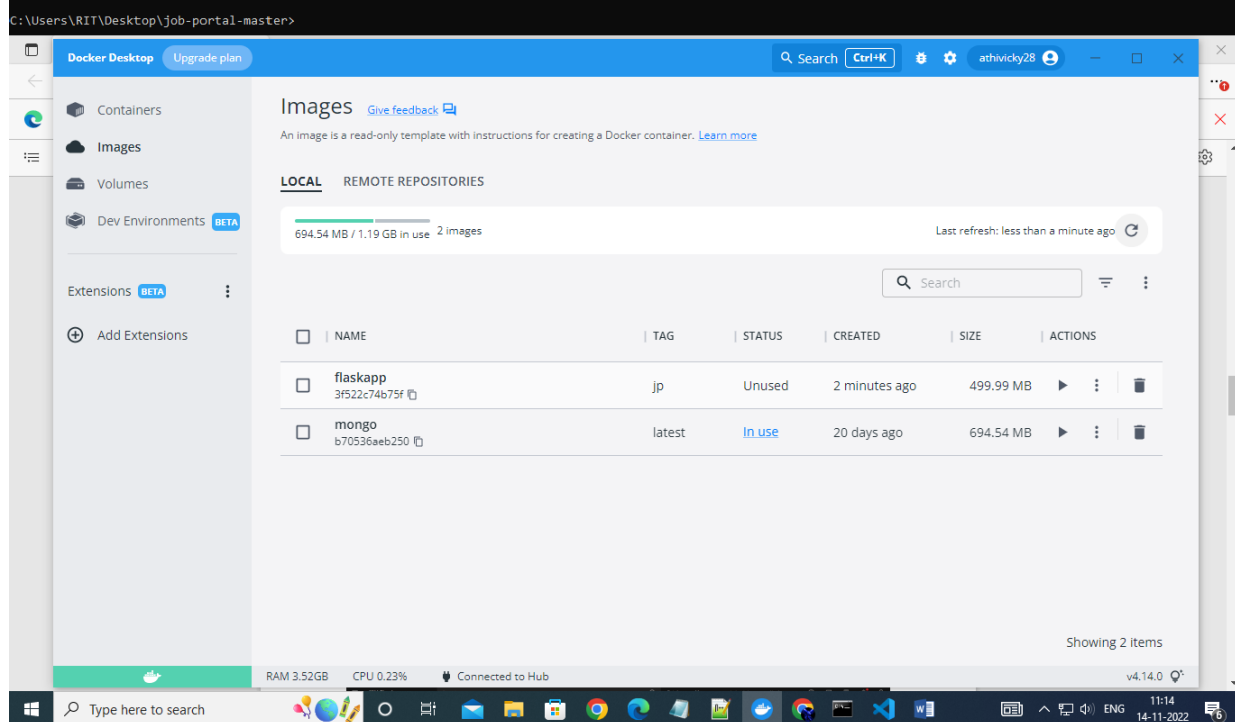 C:\Users\RIT\Desktop\job-portal-master>
Docker Desktop Upgrade plan Search Ctrl+K athivicky28
Containers
Images
Volumes
Dev Environments BETA
Extensions BETA
Add Extensions
Images Give feedback
An image is a read-only template with instructions for creating a Docker container. Learn more
LOCAL REMOTE REPOSITORIES
694.54 MB / 1.19 GB in use 2 images Last refresh: less than a minute ago
Search
NAME TAG STATUS CREATED SIZE ACTIONS
flaskapp
3f522c74b75f
jp Unused 2 minutes ago 499.99 MB
mongo
b70536aeb250
latest In use 20 days ago 694.54 MB
Showing 2 items
RAM 3.52GB CPU 0.23% Connected to Hub v4.14.0
Type here to search ENG 11:14
14-11-2022
6